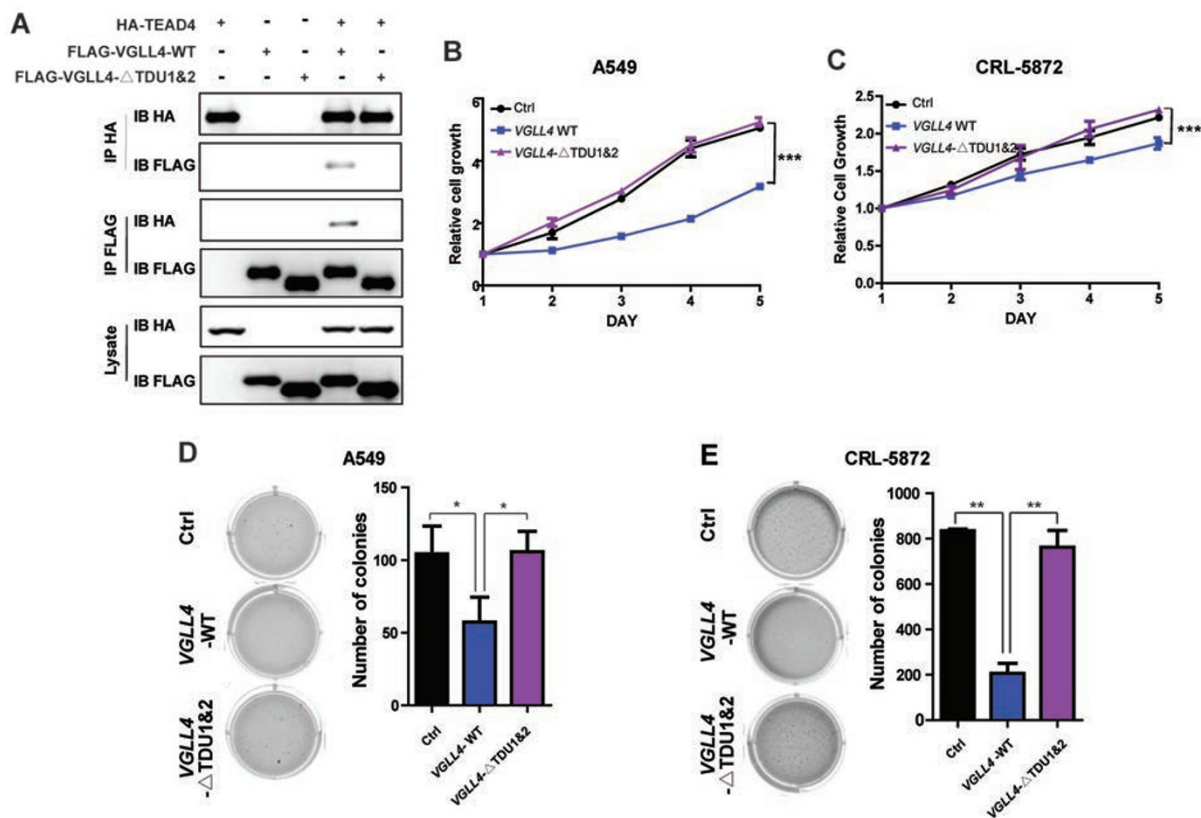 A
HA-TEAD4 + - - + +
FLAG-VGLL4-WT - + - + -
FLAG-VGLL4-△TDU1&2 - - + - +
IP HA
IB HA
IB FLAG
IP FLAG
IB HA
IB FLAG
Lysate
IB HA
IB FLAG
B
A549
Relative cell growth
6
4
2
0
Ctrl
VGLL4 WT
VGLL4-△TDU1&2
***
1 2 3 4 5
DAY
C
CRL-5872
Relative Cell Growth
2.5
2.0
1.5
1.0
0.5
0.0
Ctrl
VGLL4 WT
VGLL4-△TDU1&2
***
1 2 3 4 5
DAY
D
A549
Ctrl
VGLL4
-WT
VGLL4
-△TDU1&2
Number of colonies
150
100
50
0
* *
Ctrl
VGLL4- WT
VGLL4-△TDU1&2
E
CRL-5872
Ctrl
VGLL4
-WT
VGLL4
-△TDU1&2
Number of colonies
1000
800
600
400
200
0
** **
Ctrl
VGLL4 -WT
VGLL4-△TDU1&2